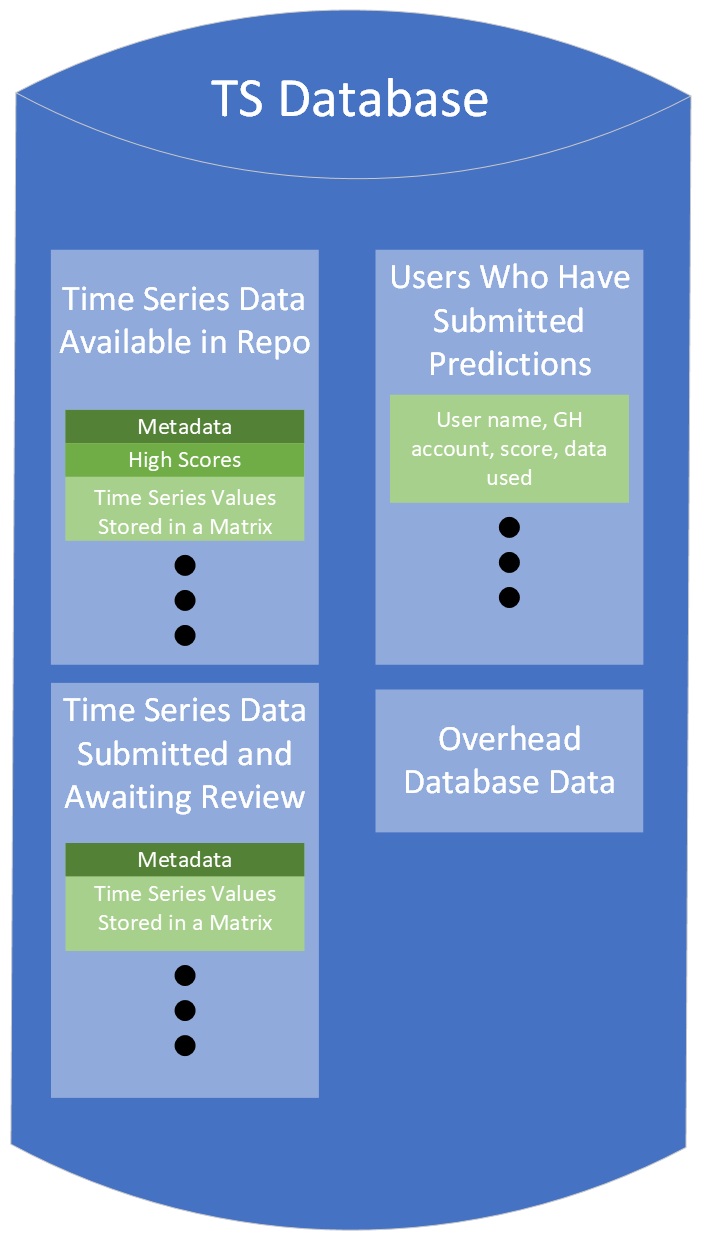 TS Database
Time Series Data
Available in Repo
Metadata
High Scores
Time Series Values
Stored in a Matrix
Users Who Have
Submitted
Predictions
User name, GH
account, score, data
used
Time Series Data
Submitted and
Awaiting Review
Metadata
Time Series Values
Stored in a Matrix
Overhead
Database Data